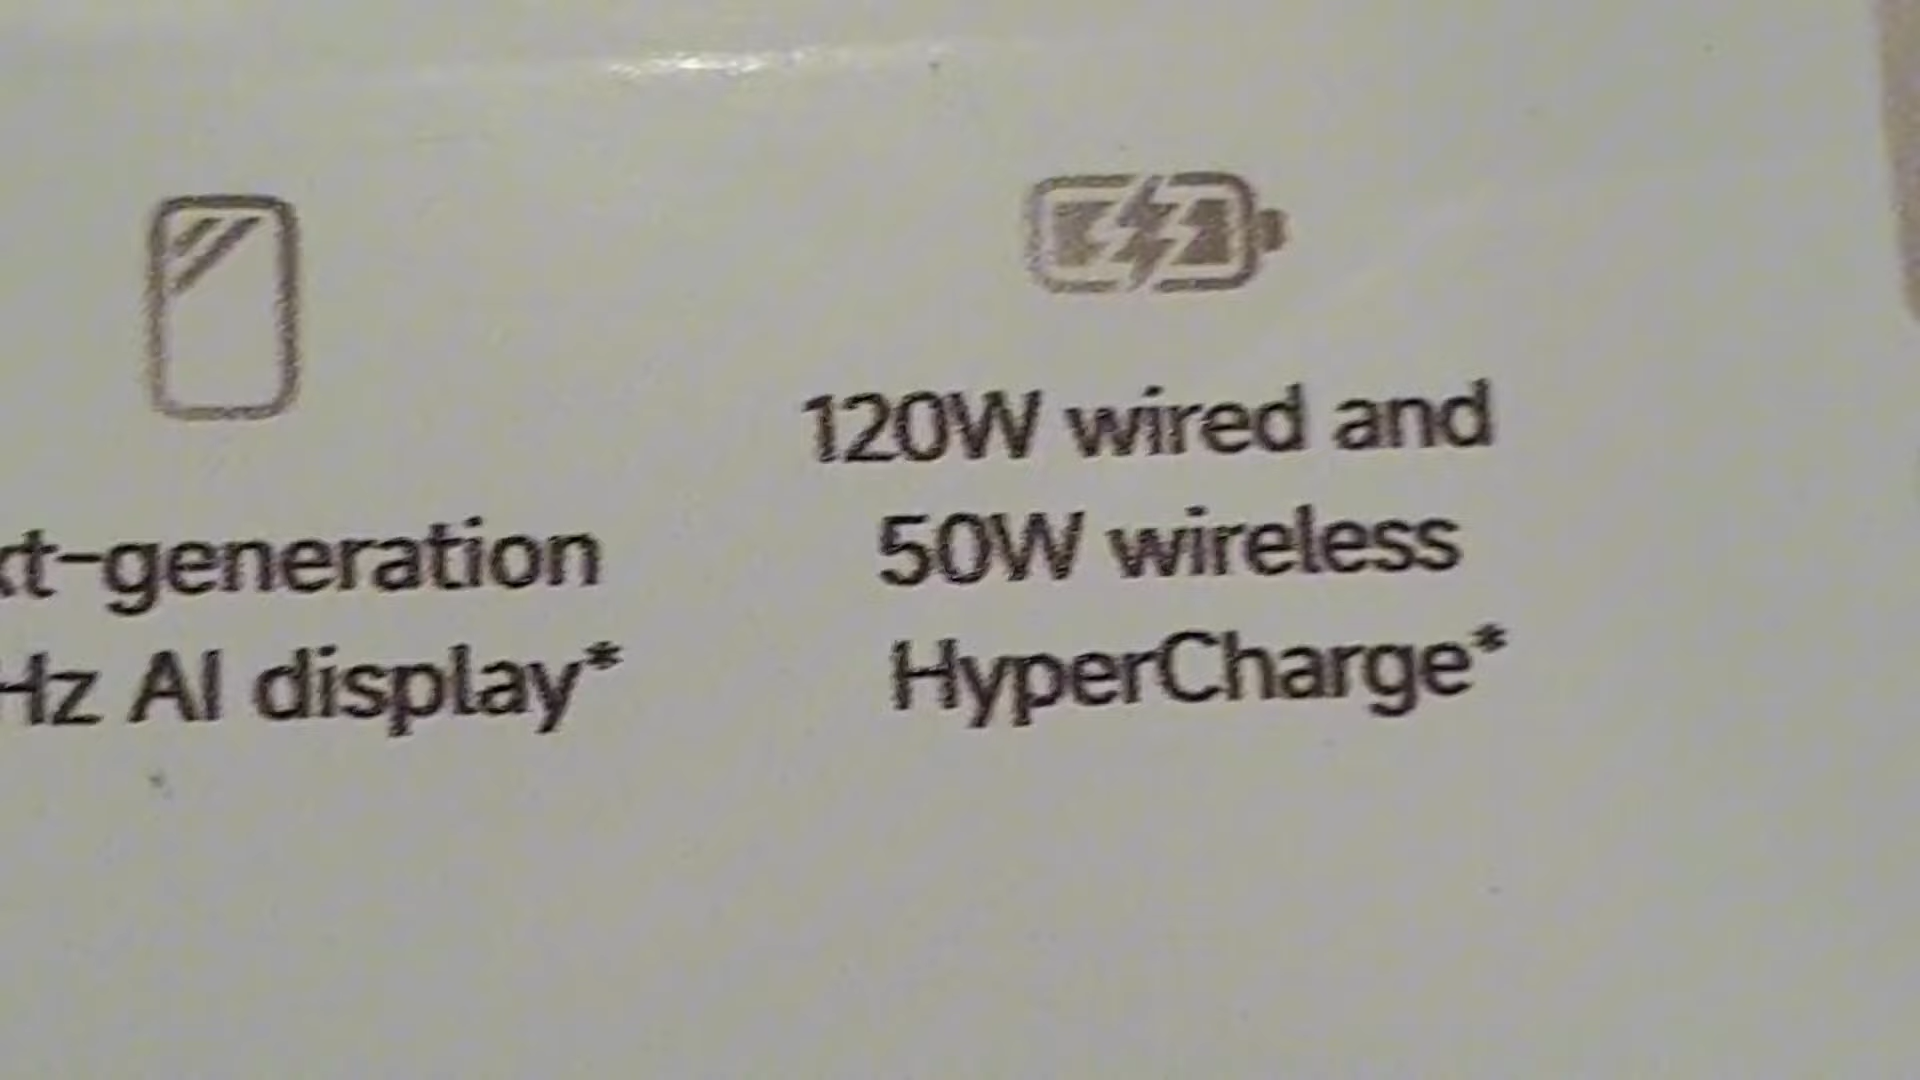 xt-generation
Hz AI display*
120W wired and
50W wireless
HyperCharge*